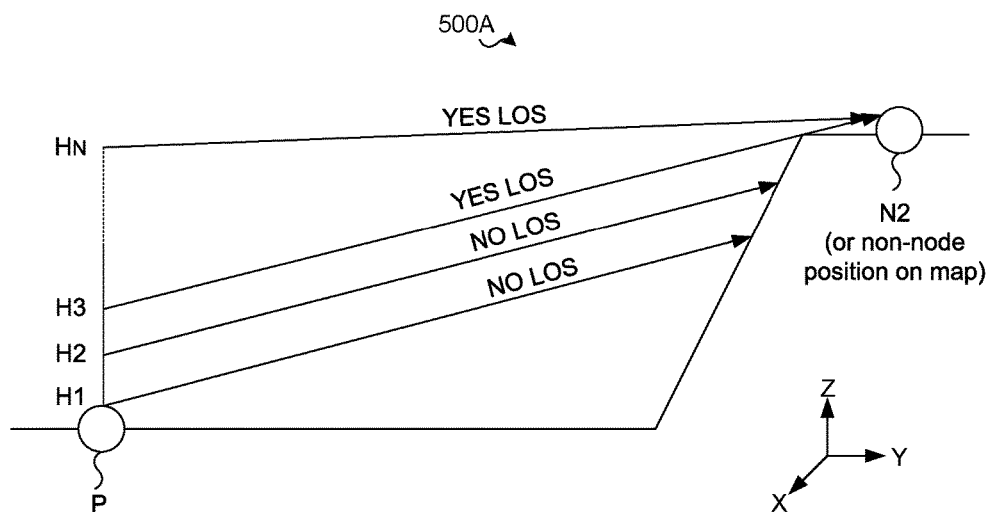 500A
YES LOS
HN
YES LOS
NO LOS
NO LOS
N2
(or non-node
position on map)
H3
H2
H1
P
Z
Y
X